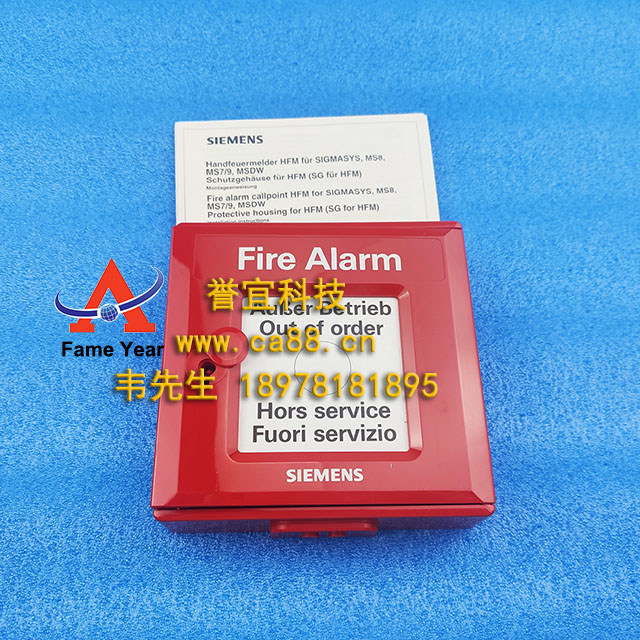 SIEMENS
Handfeuermelder HFM für SIGMASYS, MS8,
MS7/9, MSDW
Schutzgehäuse für HFM (SG für HFM)
Montageanweisung
Fire alarm callpoint HFM for SIGMASYS, MS8,
MS7/9, MSDW
Protective housing for HFM (SG for HFM)
Installation instructions
Fire Alarm
Außer Betrieb
Out of order
Hors service
Fuori servizio
SIEMENS
Fame Year
誉宜科技
www.ca88.cn
韦先生 18978181895